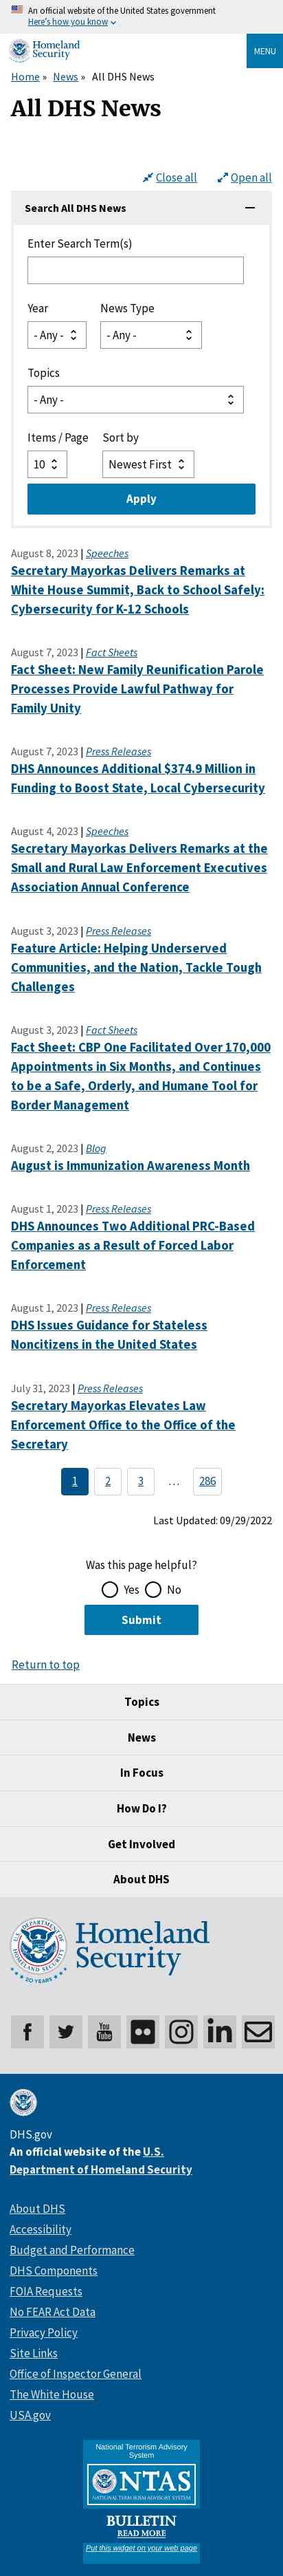 An official website of the United States government
Here's how you know
Homeland
Security
MENU
Home » News » All DHS News
All DHS News
Close all Open all
Search All DHS News
Enter Search Term(s)
Year News Type
- Any - - Any -
Topics
- Any -
Items / Page Sort by
10 Newest First
Apply
August 8, 2023 | Speeches
Secretary Mayorkas Delivers Remarks at
White House Summit, Back to School Safely:
Cybersecurity for K-12 Schools
August 7, 2023 | Fact Sheets
Fact Sheet: New Family Reunification Parole
Processes Provide Lawful Pathway for
Family Unity
August 7, 2023 | Press Releases
DHS Announces Additional $374.9 Million in
Funding to Boost State, Local Cybersecurity
August 4, 2023 | Speeches
Secretary Mayorkas Delivers Remarks at the
Small and Rural Law Enforcement Executives
Association Annual Conference
August 3, 2023 | Press Releases
Feature Article: Helping Underserved
Communities, and the Nation, Tackle Tough
Challenges
August 3, 2023 | Fact Sheets
Fact Sheet: CBP One Facilitated Over 170,000
Appointments in Six Months, and Continues
to be a Safe, Orderly, and Humane Tool for
Border Management
August 2, 2023 | Blog
August is Immunization Awareness Month
August 1, 2023 | Press Releases
DHS Announces Two Additional PRC-Based
Companies as a Result of Forced Labor
Enforcement
August 1, 2023 | Press Releases
DHS Issues Guidance for Stateless
Noncitizens in the United States
July 31, 2023 | Press Releases
Secretary Mayorkas Elevates Law
Enforcement Office to the Office of the
Secretary
1 2 3 … 286
Last Updated: 09/29/2022
Was this page helpful?
Yes No
Submit
Return to top
Topics
News
In Focus
How Do I?
Get Involved
About DHS
Homeland
Security
20 YEARS
You
Tube
DHS.gov
An official website of the U.S.
Department of Homeland Security
About DHS
Accessibility
Budget and Performance
DHS Components
FOIA Requests
No FEAR Act Data
Privacy Policy
Site Links
Office of Inspector General
The White House
USA.gov
National Terrorism Advisory
System
NTAS
NATIONAL TERRORISM ADVISORY SYSTEM
BULLETIN
READ MORE
Put this widget on your web page